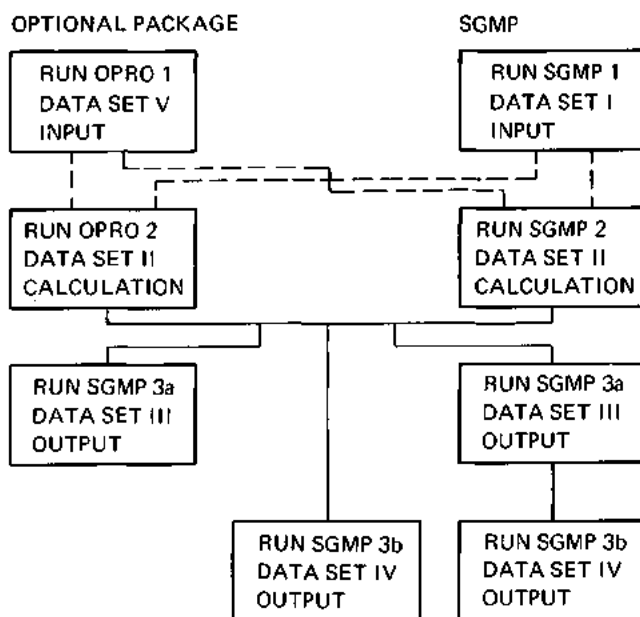 OPTIONAL PACKAGE
SGMP
RUN OPRO 1
DATA SET V
INPUT
RUN SGMP 1
DATA SET I
INPUT
RUN OPRO 2
DATA SET II
CALCULATION
RUN SGMP 2
DATA SET II
CALCULATION
RUN SGMP 3a
DATA SET III
OUTPUT
RUN SGMP 3a
DATA SET III
OUTPUT
RUN SGMP 3b
DATA SET IV
OUTPUT
RUN SGMP 3b
DATA SET IV
OUTPUT